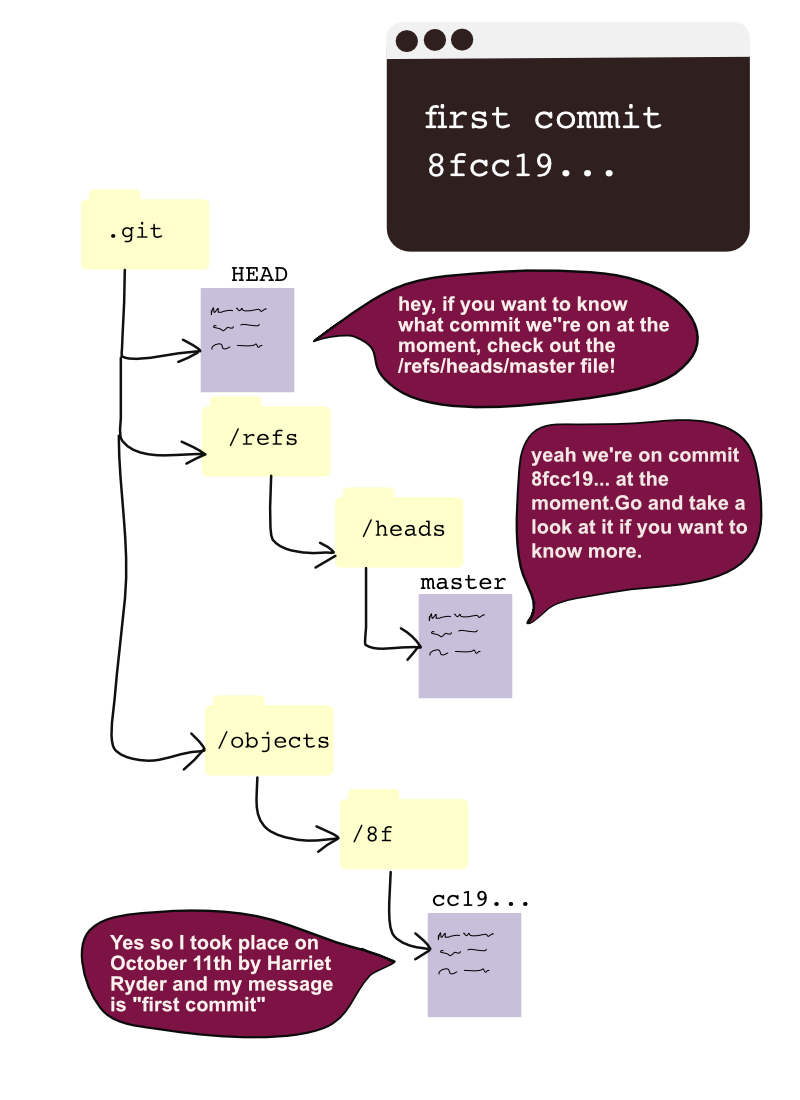 first commit
8fcc19...
.git
HEAD
hey, if you want to know
what commit we"re on at the
moment, check out the
/refs/heads/master file!
/refs
yeah we're on commit
8fcc19... at the
moment.Go and take a
look at it if you want to
know more.
/heads
master
/objects
/8f
cc19...
Yes so I took place on
October 11th by Harriet
Ryder and my message
is "first commit"